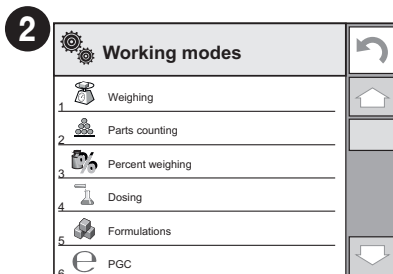 2
Working modes
1 Weighing
2 Parts counting
3 Percent weighing
4 Dosing
5 Formulations
6 PGC